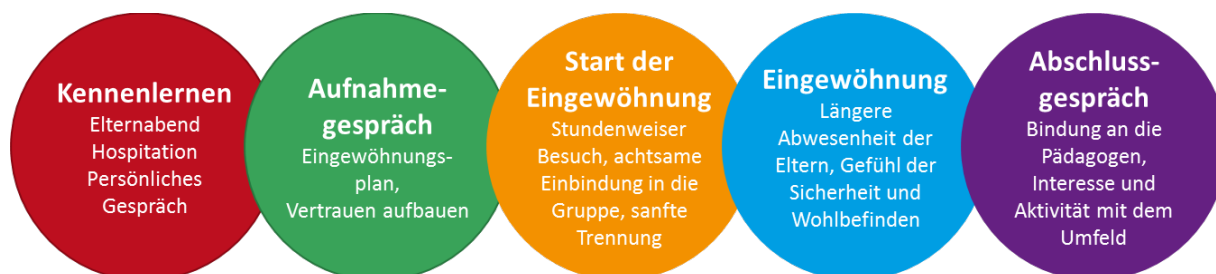 Kennenlernen
Elternabend
Hospitation
Persönliches
Gespräch
Aufnahme-
gespräch
Eingewöhnungs-
plan,
Vertrauen aufbauen
Start der
Eingewöhnung
Stundenweiser
Besuch, achtsame
Einbindung in die
Gruppe, sanfte
Trennung
Eingewöhnung
Längere
Abwesenheit der
Eltern, Gefühl der
Sicherheit und
Wohlbefinden
Abschluss-
gespräch
Bindung an die
Pädagogen,
Interesse und
Aktivität mit dem
Umfeld